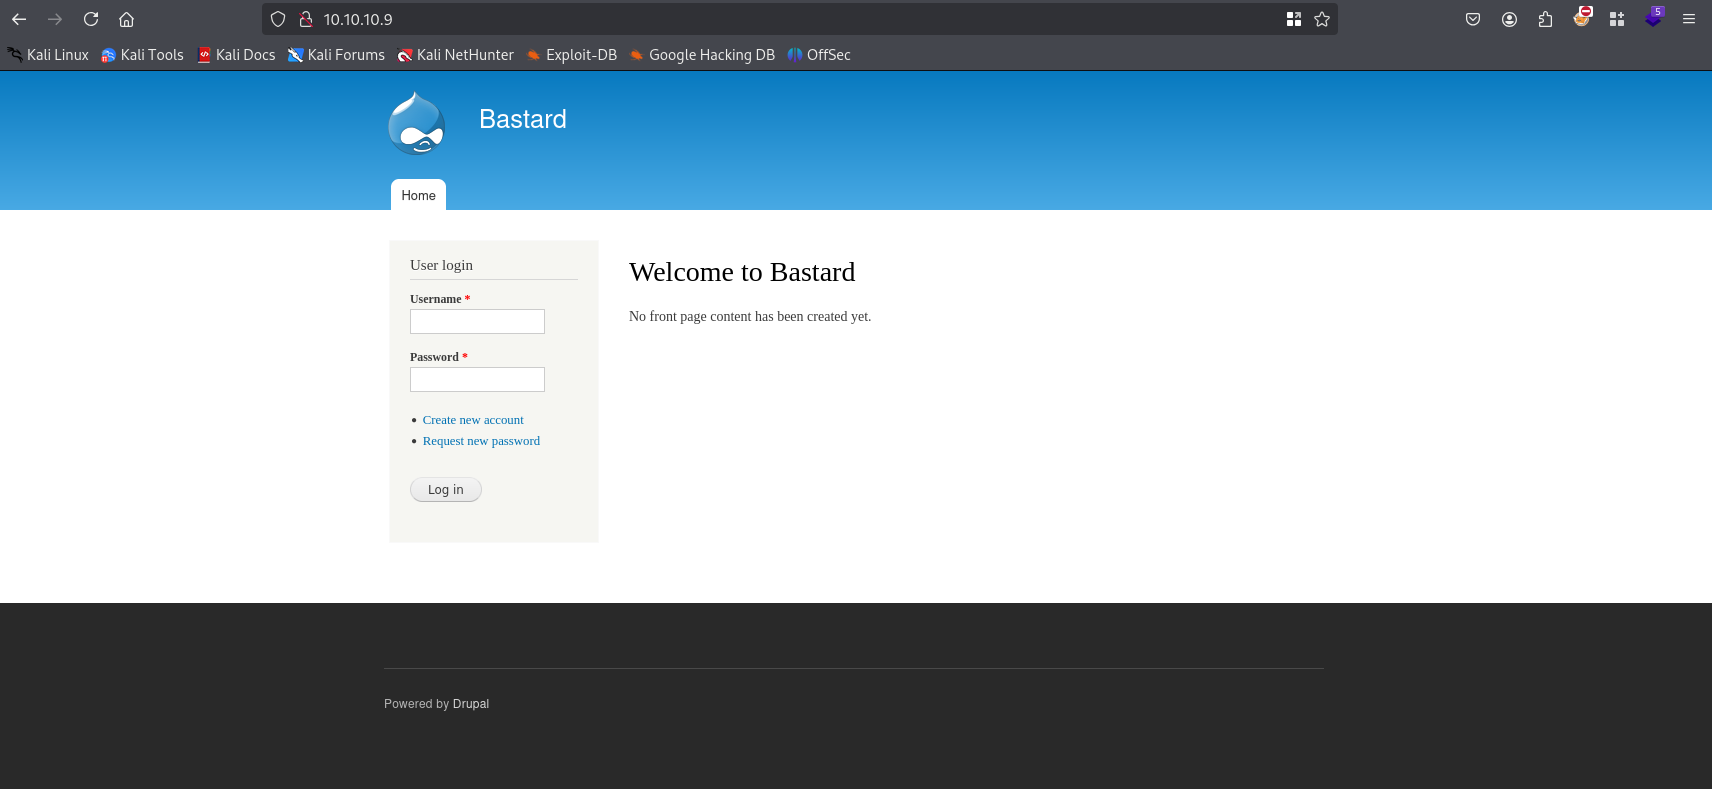 10.10.10.9
5
Kali Linux Kali Tools Kali Docs Kali Forums Kali NetHunter Exploit-DB Google Hacking DB OffSec
Bastard
Home
User login
Username *
Password *
Create new account
Request new password
Log in
Welcome to Bastard
No front page content has been created yet.
Powered by Drupal